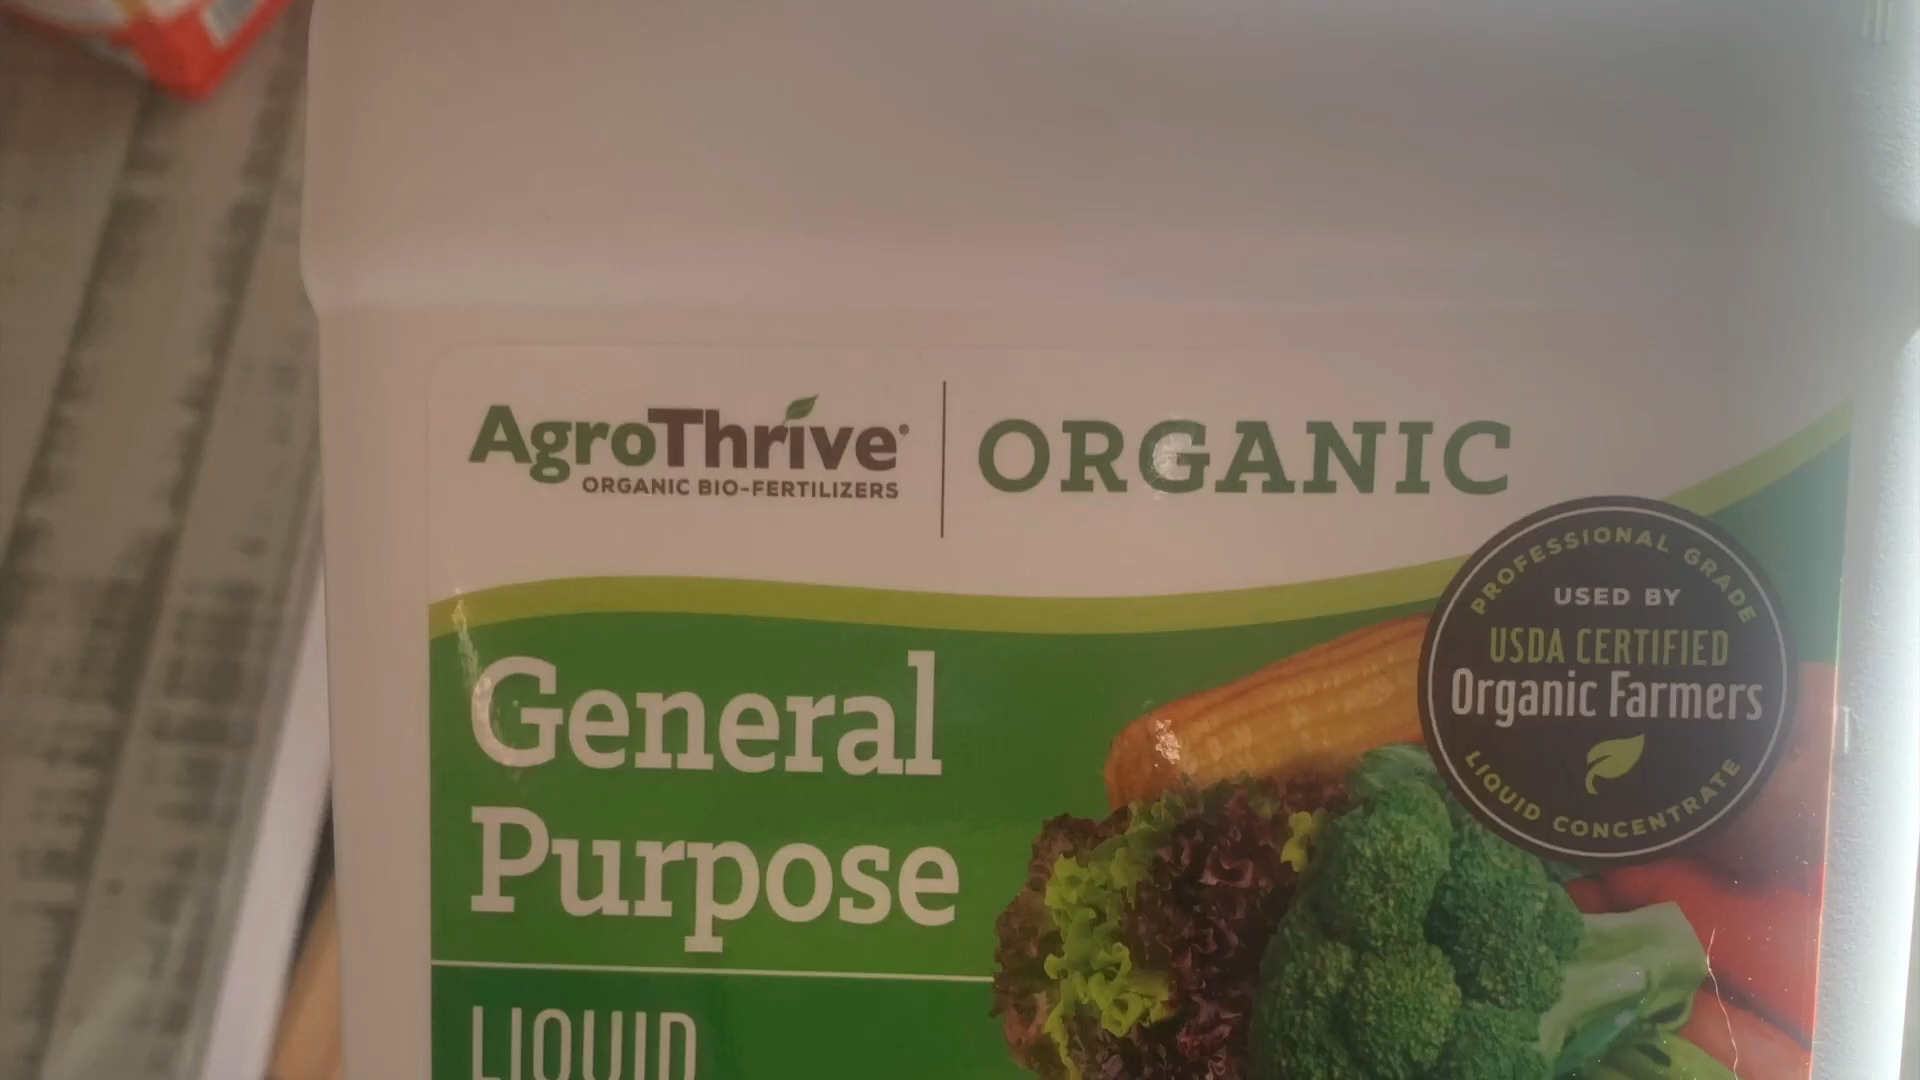 AgroThrive®
ORGANIC BIO-FERTILIZERS
ORGANIC
PROFESSIONAL GRADE
USED BY
USDA CERTIFIED
Organic Farmers
LIQUID CONCENTRATE
General
Purpose
LIQUID